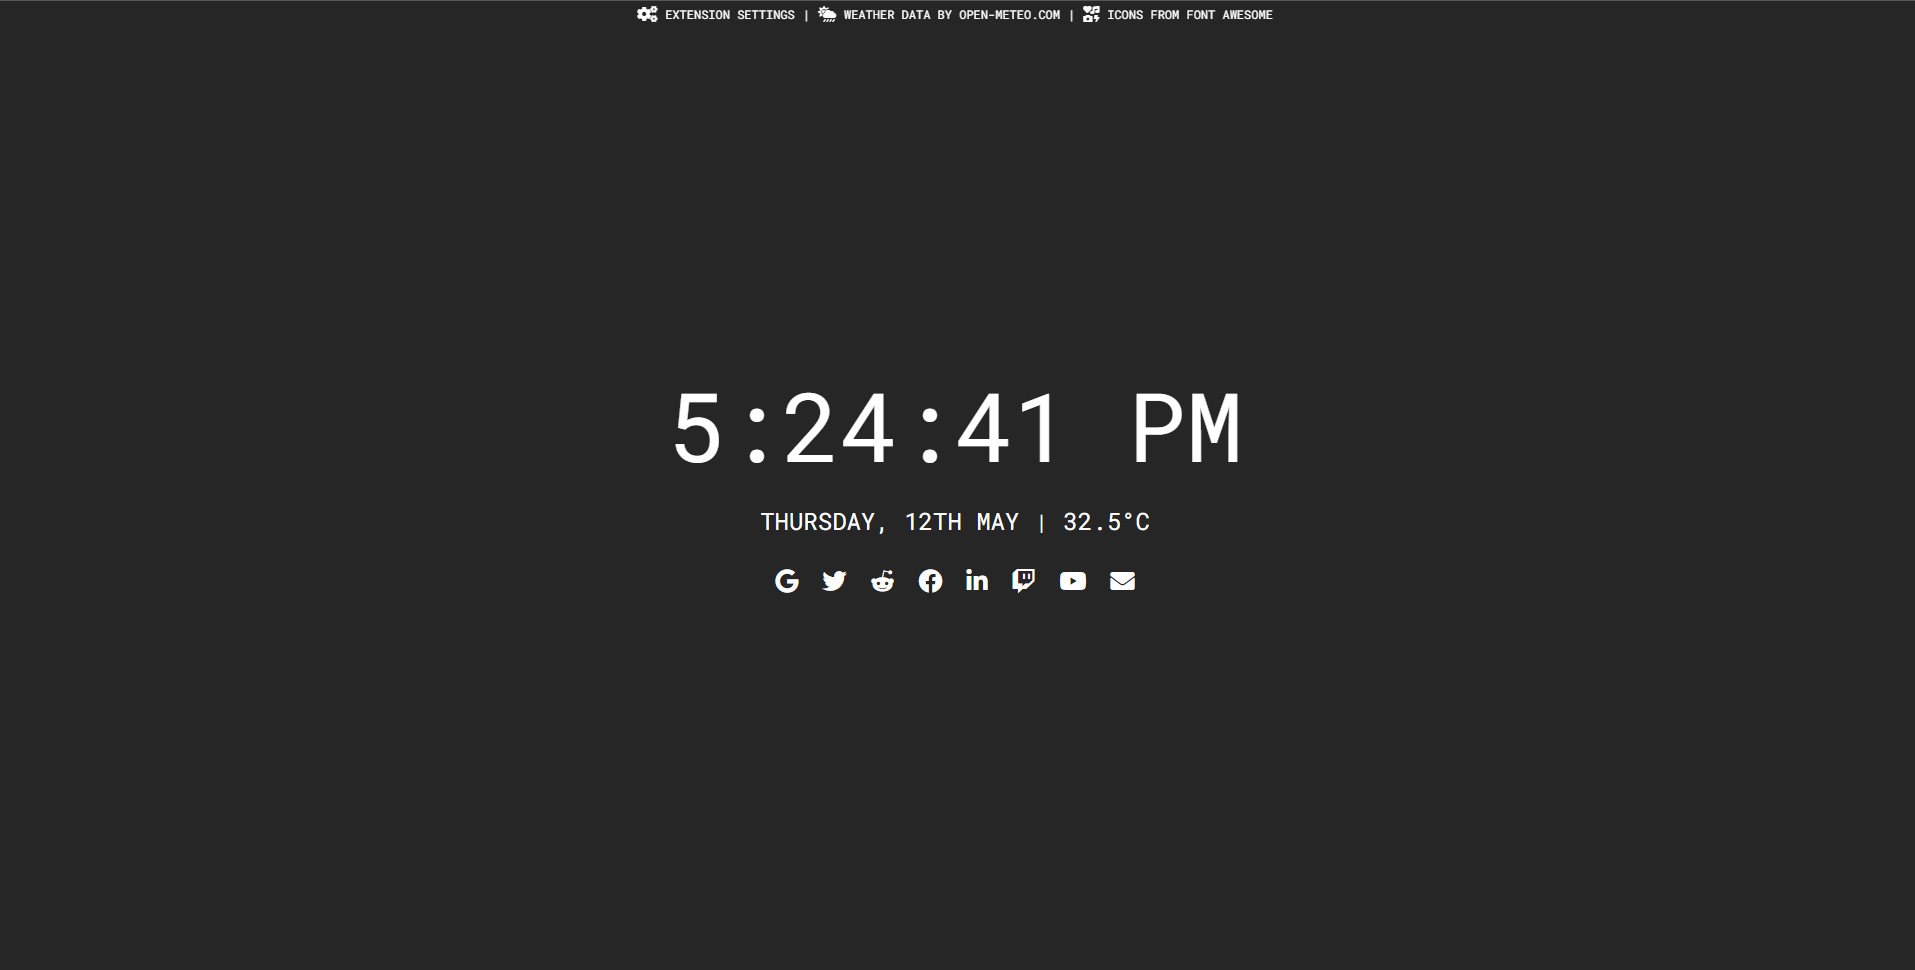 EXTENSION SETTINGS | WEATHER DATA BY OPEN-METEO.COM | ICONS FROM FONT AWESOME
5:24:41 PM
THURSDAY, 12TH MAY | 32.5°C